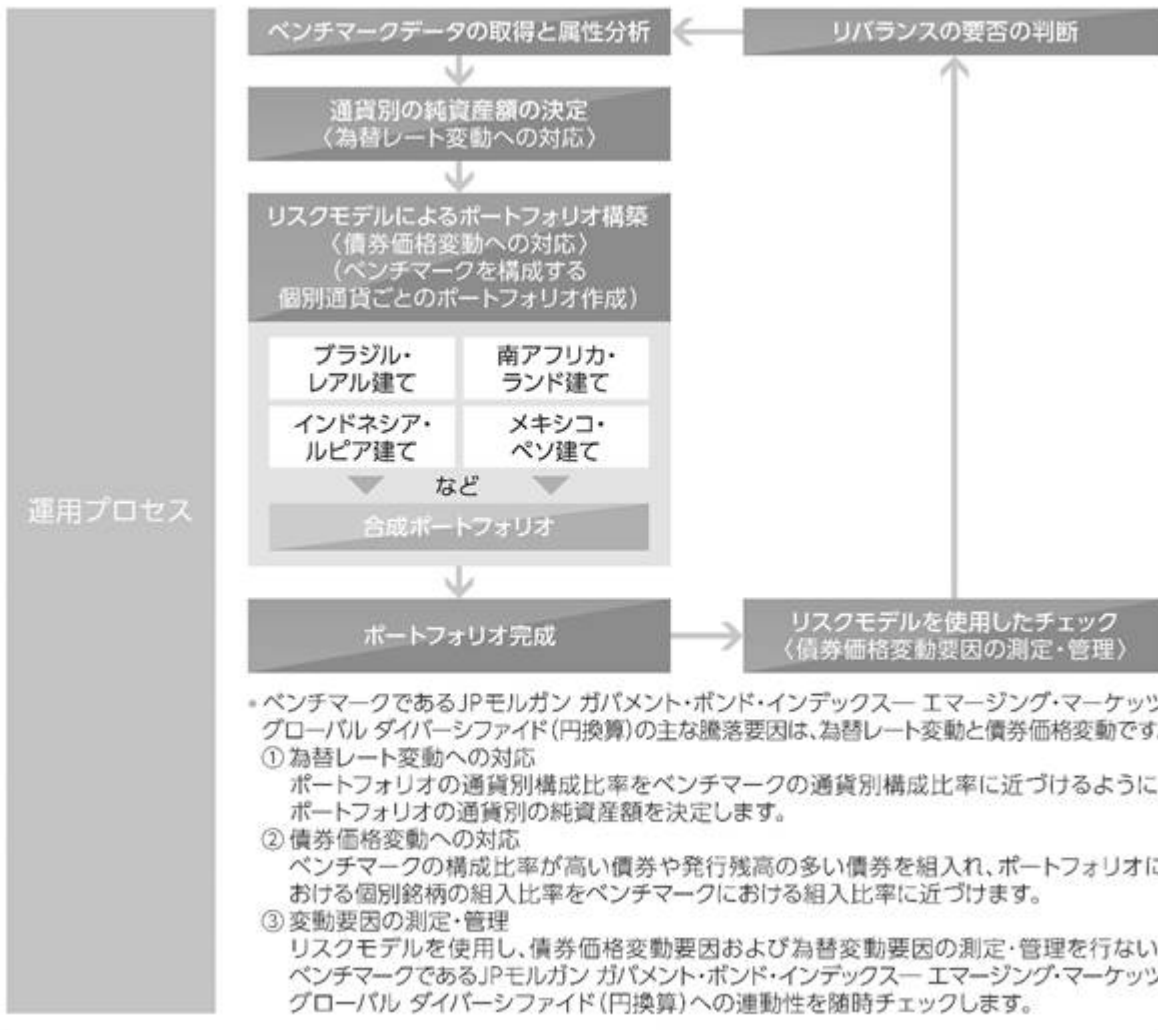 運用プロセス
ベンチマークデータの取得と属性分析
リバランスの要否の判断
通貨別の純資産額の決定
〈為替レート変動への対応〉
リスクモデルによるポートフォリオ構築
〈債券価格変動への対応〉
(ベンチマークを構成する
個別通貨ごとのポートフォリオ作成)
ブラジル・
レアル建て
南アフリカ・
ランド建て
インドネシア・
ルピア建て
メキシコ・
ペソ建て
など
合成ポートフォリオ
ポートフォリオ完成
リスクモデルを使用したチェック
〈債券価格変動要因の測定・管理〉
* ベンチマークであるJPモルガン ガバメント・ボンド・インデックス― エマージング・マーケッツ
グローバル ダイバーシファイド(円換算)の主な騰落要因は、為替レート変動と債券価格変動です
① 為替レート変動への対応
ポートフォリオの通貨別構成比率をベンチマークの通貨別構成比率に近づけるように
ポートフォリオの通貨別の純資産額を決定します。
② 債券価格変動への対応
ベンチマークの構成比率が高い債券や発行残高の多い債券を組入れ、ポートフォリオに
おける個別銘柄の組入比率をベンチマークにおける組入比率に近づけます。
③ 変動要因の測定・管理
リスクモデルを使用し、債券価格変動要因および為替変動要因の測定・管理を行ない
ベンチマークであるJPモルガン ガバメント・ボンド・インデックス― エマージング・マーケッツ
グローバル ダイバーシファイド(円換算)への連動性を随時チェックします。